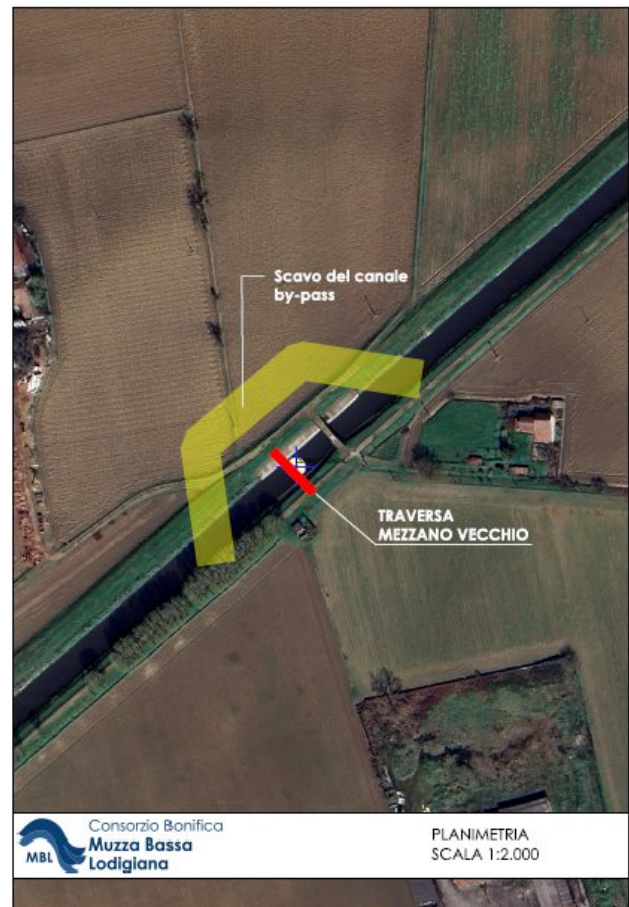 Scavo del canale
by-pass
TRAVERSA
MEZZANO VECCHIO
MBL
Consorzio Bonifica
Muzza Bassa
Lodigiana
PLANIMETRIA
SCALA 1:2.000